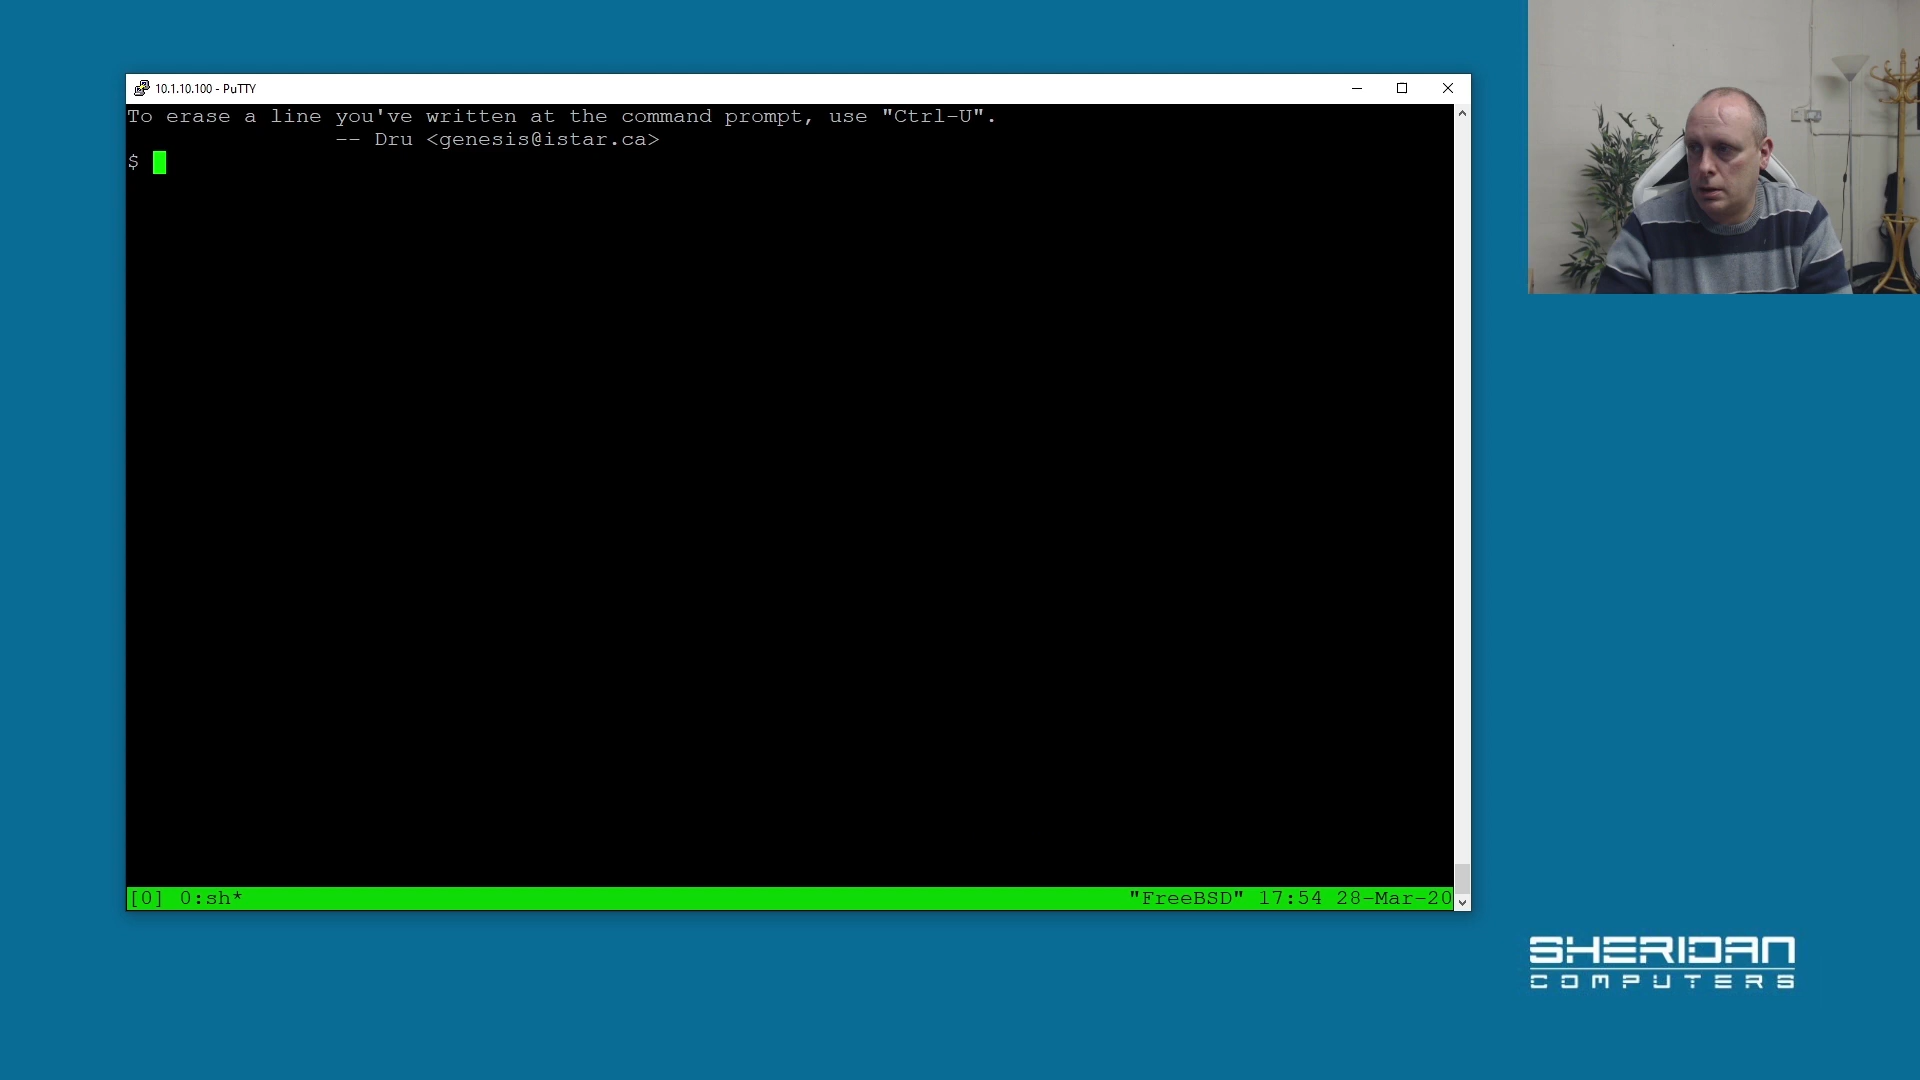 10.1.10.100 - PuTTY
To erase a line you've written at the command prompt, use "Ctrl-U".
-- Dru <genesis@istar.ca>
$
[0] 0:sh* "FreeBSD" 17:54 28-Mar-20
SHERIDAN
COMPUTERS